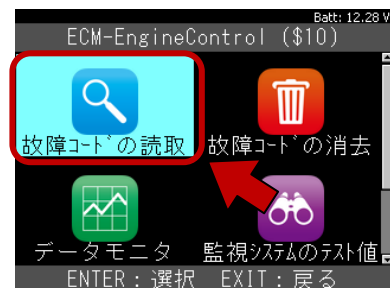 Batt: 12.28 V
ECM-EngineControl ($10)
故障ｺｰﾄﾞの読取 故障ｺｰﾄﾞの消去
データモニタ 監視ｼｽﾃﾑのﾃｽﾄ値
ENTER：選択 EXIT：戻る